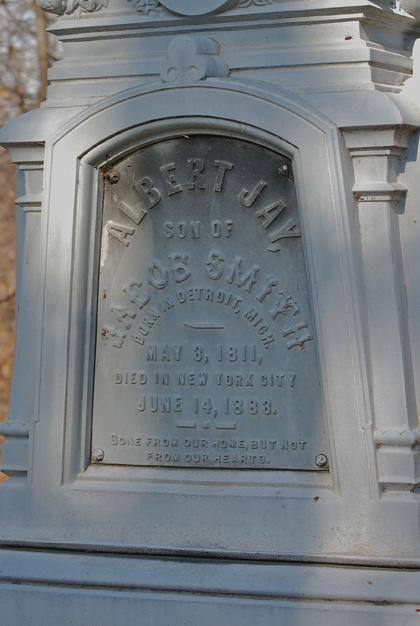 ALBERT JAY
SON OF
JACOB SMITH
BORN IN DETROIT, MICH.
MAY 8, 1811,
DIED IN NEW YORK CITY
JUNE 14, 1883.
GONE FROM OUR HOME, BUT NOT
FROM OUR HEARTS.